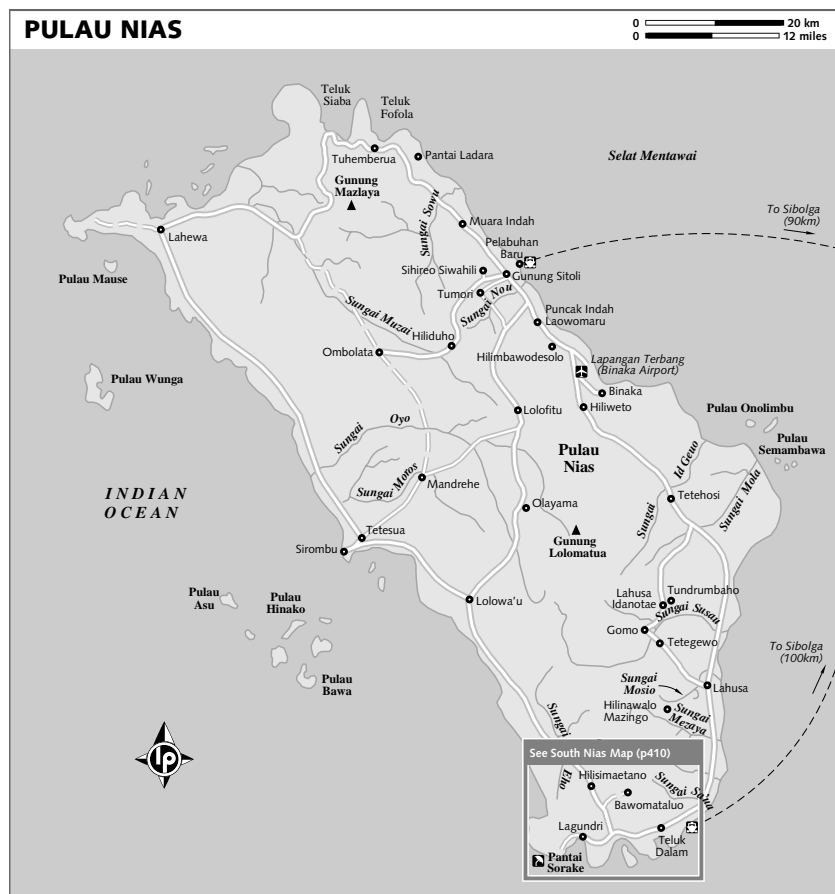 PULAU NIAS
0 20 km
0 12 miles
Teluk
Siaba
Teluk
Fofola
Tuhemberua
Pantai Ladara
Selat Mentawai
Gunung
Mazlaya
Sungai Sowu
Muara Indah
To Sibolga
(90km)
Lahewa
Pelabuhan
Baru
Pulau Mause
Sihireo Siwahili
Gunung Sitoli
Tumori
Sungai Nou
Sungai Muzai
Puncak Indah
Laowomaru
Hiliduho
Ombolata
Hilimbawodesolo
Lapangan Terbang
(Binaka Airport)
Pulau Wunga
Binaka
Lolofitu
Hiliweto
Pulau Onolimbu
Sungai Oyo
Pulau
Semambawa
Pulau
Nias
Sungai Id Geuo
Sungai Mola
Sungai Moros
Mandrehe
Tetehosi
INDIAN
OCEAN
Olayama
Tetesua
Gunung
Lolomatua
Sirombu
Pulau
Asu
Pulau
Hinako
Lolowa'u
Lahusa
Idanotae
Tundrumbaho
Sungai Susau
Gomo
Tetegewo
To Sibolga
(100km)
Pulau
Bawa
Sungai
Mosio
Lahusa
Hilinawalo
Mazingo
Sungai
Mezaya
Sungai Eho
lp
See South Nias Map (p410)
Hilisimaetano
Sungai Sa'ua
Bawomataluo
Lagundri
Teluk
Dalam
Pantai
Sorake